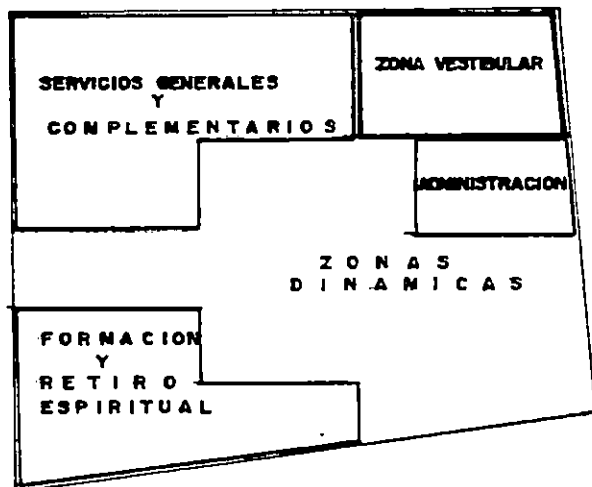 SERVICIOS GENERALES
Y
COMPLEMENTARIOS
ZONA VESTIBULAR
ADMINISTRACION
ZONAS
DINAMICAS
FORMACION
Y
RETIRO
ESPIRITUAL